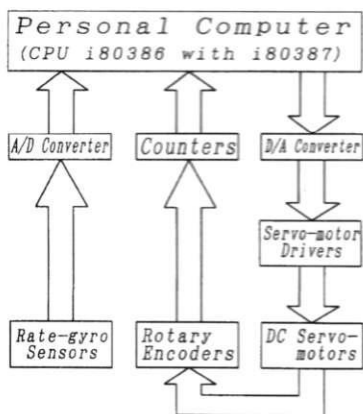 Personal Computer
(CPU i80386 with i80387)
A/D Converter
Counters
D/A Converter
Servo-motor
Drivers
Rate-gyro
Sensors
Rotary
Encoders
DC Servo-
motors